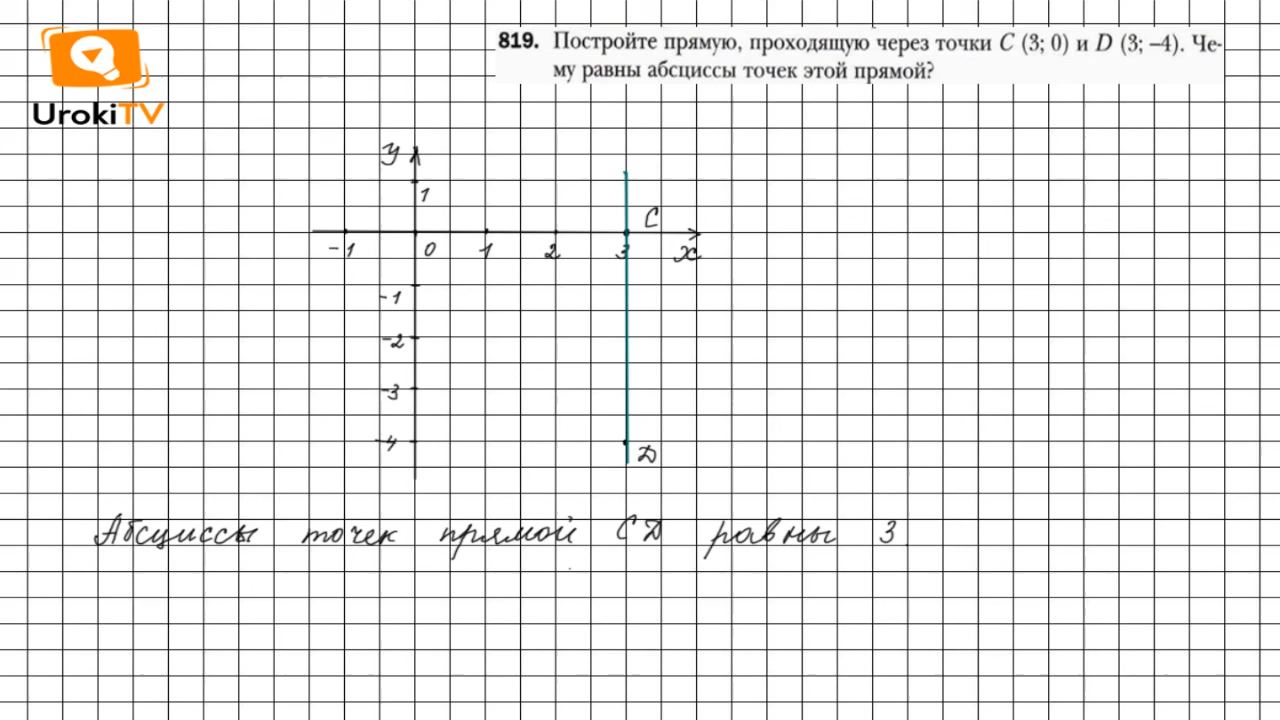 UrokiTV
819. Постройте прямую, проходящую через точки C (3; 0) и D (3; –4). Че-
му равны абсциссы точек этой прямой?
y
1
C
-1 0 1 2 3 x
-1
-2
-3
-4
D
Абсциссы точек прямой CD равны 3